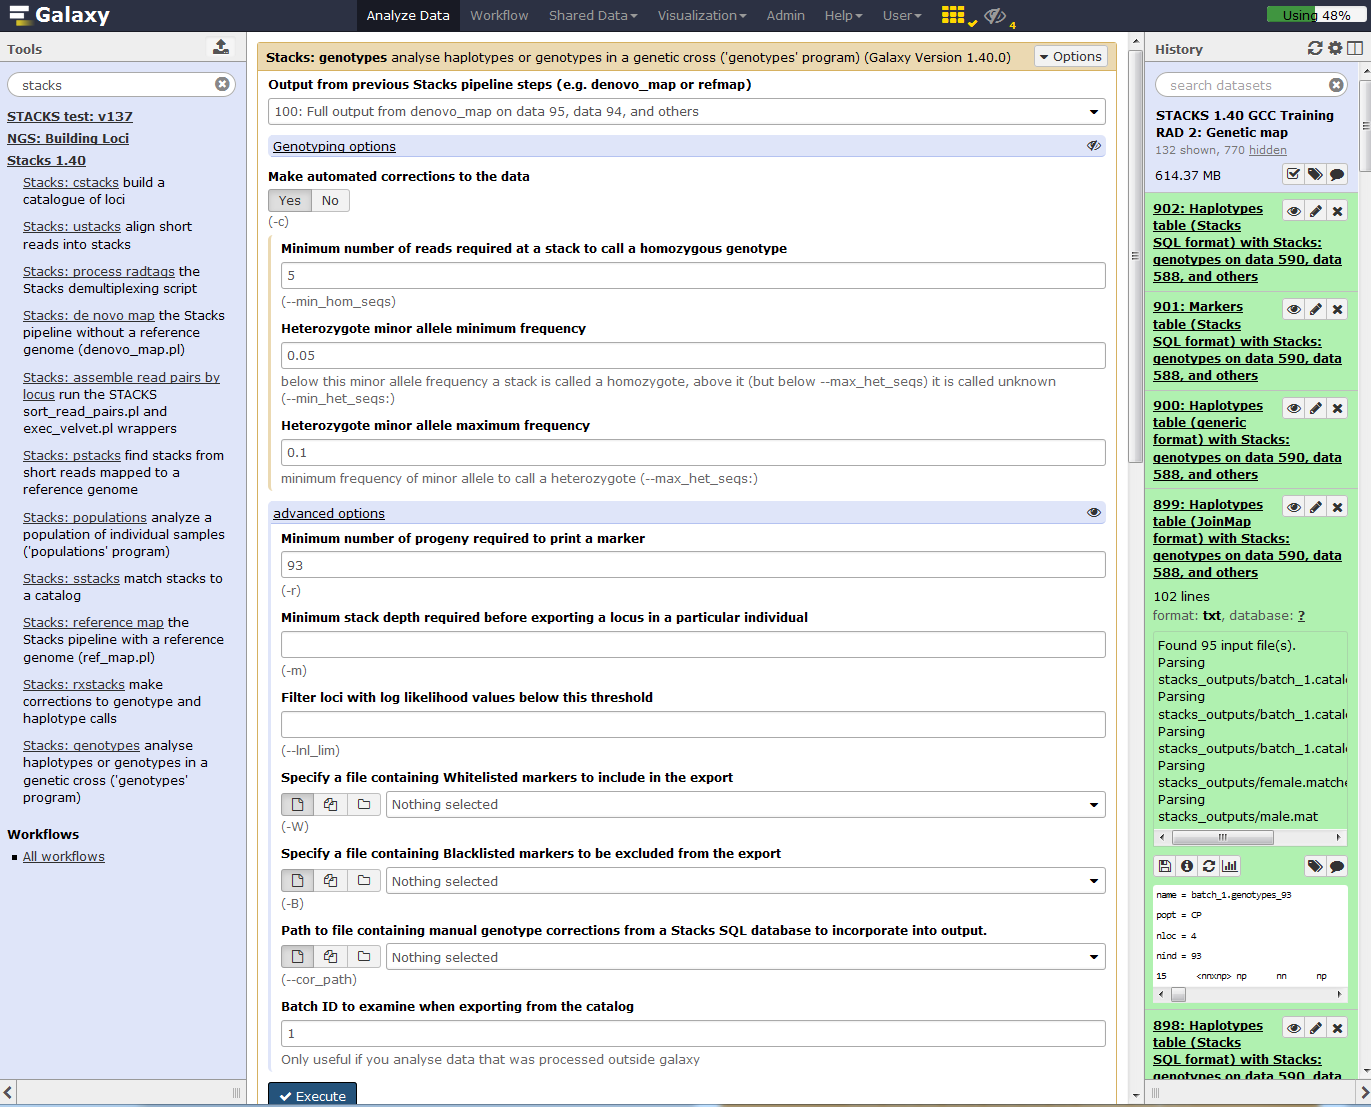 Galaxy
Analyze Data Workflow Shared Data Visualization Admin Help User 4 Using 48%
Tools
stacks
STACKS test: v137
NGS: Building Loci
Stacks 1.40
Stacks: cstacks build a
catalogue of loci
Stacks: ustacks align short
reads into stacks
Stacks: process radtags the
Stacks demultiplexing script
Stacks: de novo map the Stacks
pipeline without a reference
genome (denovo_map.pl)
Stacks: assemble read pairs by
locus run the STACKS
sort_read_pairs.pl and
exec_velvet.pl wrappers
Stacks: pstacks find stacks from
short reads mapped to a
reference genome
Stacks: populations analyze a
population of individual samples
('populations' program)
Stacks: sstacks match stacks to
a catalog
Stacks: reference map the
Stacks pipeline with a reference
genome (ref_map.pl)
Stacks: rxstacks make
corrections to genotype and
haplotype calls
Stacks: genotypes analyse
haplotypes or genotypes in a
genetic cross ('genotypes'
program)
Workflows
All workflows
Stacks: genotypes analyse haplotypes or genotypes in a genetic cross ('genotypes' program) (Galaxy Version 1.40.0)
Options
Output from previous Stacks pipeline steps (e.g. denovo_map or refmap)
100: Full output from denovo_map on data 95, data 94, and others
Genotyping options
Make automated corrections to the data
Yes No
(-c)
Minimum number of reads required at a stack to call a homozygous genotype
5
(--min_hom_seqs)
Heterozygote minor allele minimum frequency
0.05
below this minor allele frequency a stack is called a homozygote, above it (but below --max_het_seqs) it is called unknown
(--min_het_seqs:)
Heterozygote minor allele maximum frequency
0.1
minimum frequency of minor allele to call a heterozygote (--max_het_seqs:)
advanced options
Minimum number of progeny required to print a marker
93
(-r)
Minimum stack depth required before exporting a locus in a particular individual
(-m)
Filter loci with log likelihood values below this threshold
(--lnl_lim)
Specify a file containing Whitelisted markers to include in the export
Nothing selected
(-W)
Specify a file containing Blacklisted markers to be excluded from the export
Nothing selected
(-B)
Path to file containing manual genotype corrections from a Stacks SQL database to incorporate into output.
Nothing selected
(--cor_path)
Batch ID to examine when exporting from the catalog
1
Only useful if you analyse data that was processed outside galaxy
Execute
History
search datasets
STACKS 1.40 GCC Training
RAD 2: Genetic map
132 shown, 770 hidden
614.37 MB
902: Haplotypes
table (Stacks
SQL format) with Stacks:
genotypes on data 590, data
588, and others
901: Markers
table (Stacks
SQL format) with Stacks:
genotypes on data 590, data
588, and others
900: Haplotypes
table (generic
format) with Stacks:
genotypes on data 590, data
588, and others
899: Haplotypes
table (JoinMap
format) with Stacks:
genotypes on data 590, data
588, and others
102 lines
format: txt, database: ?
Found 95 input file(s).
Parsing
stacks_outputs/batch_1.catal
Parsing
stacks_outputs/batch_1.catal
Parsing
stacks_outputs/batch_1.catal
Parsing
stacks_outputs/female.matche
Parsing
stacks_outputs/male.mat
name = batch_1.genotypes_93
popt = CP
nloc = 4
nind = 93
15 <nnxnp> np nn np
898: Haplotypes
table (Stacks
SQL format) with Stacks:
genotypes on data 590, data